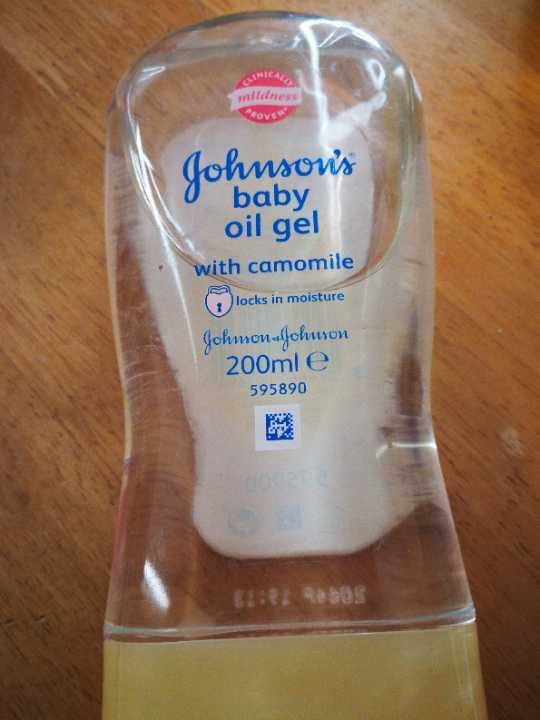 CLINICALLY
mildness
PROVEN*
Johnson's®
baby
oil gel
with camomile
locks in moisture
Johnson & Johnson
200ml ℮
595890